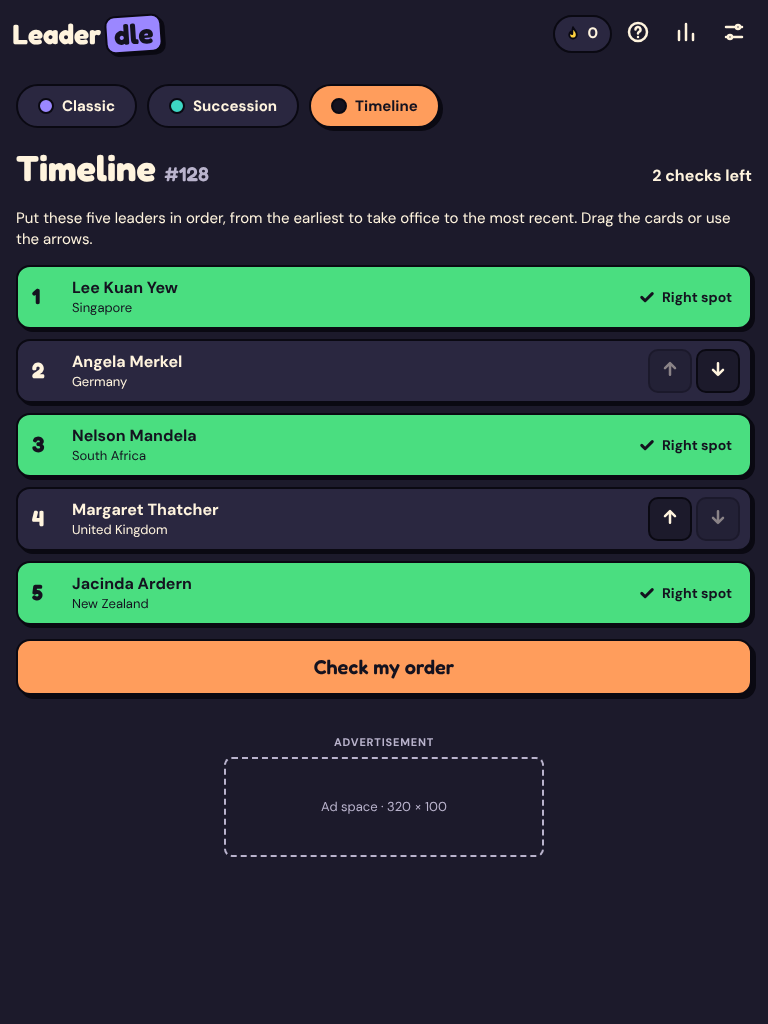 Leader dle
0
Classic
Succession
Timeline
Timeline #128
2 checks left
Put these five leaders in order, from the earliest to take office to the most recent. Drag the cards or use
the arrows.
1
Lee Kuan Yew
Singapore
Right spot
2
Angela Merkel
Germany
3
Nelson Mandela
South Africa
Right spot
4
Margaret Thatcher
United Kingdom
5
Jacinda Ardern
New Zealand
Right spot
Check my order
ADVERTISEMENT
Ad space · 320 × 100